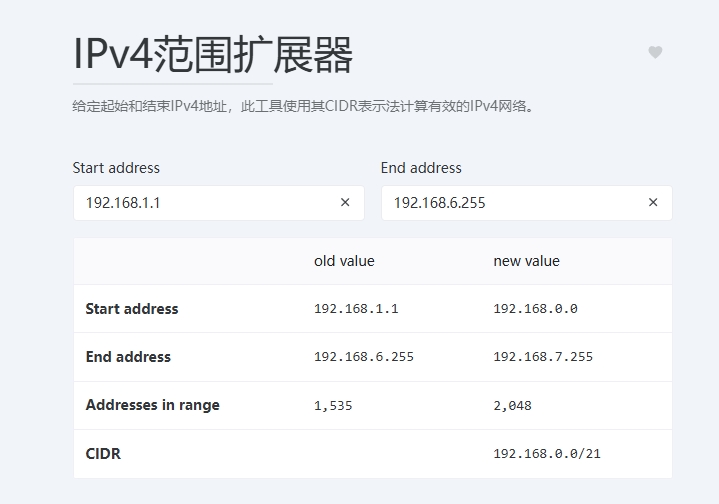 IPv4范围扩展器
给定起始和结束IPv4地址，此工具使用其CIDR表示法计算有效的IPv4网络。
Start address End address
192.168.1.1 192.168.6.255
old value new value
Start address 192.168.1.1 192.168.0.0
End address 192.168.6.255 192.168.7.255
Addresses in range 1,535 2,048
CIDR 192.168.0.0/21